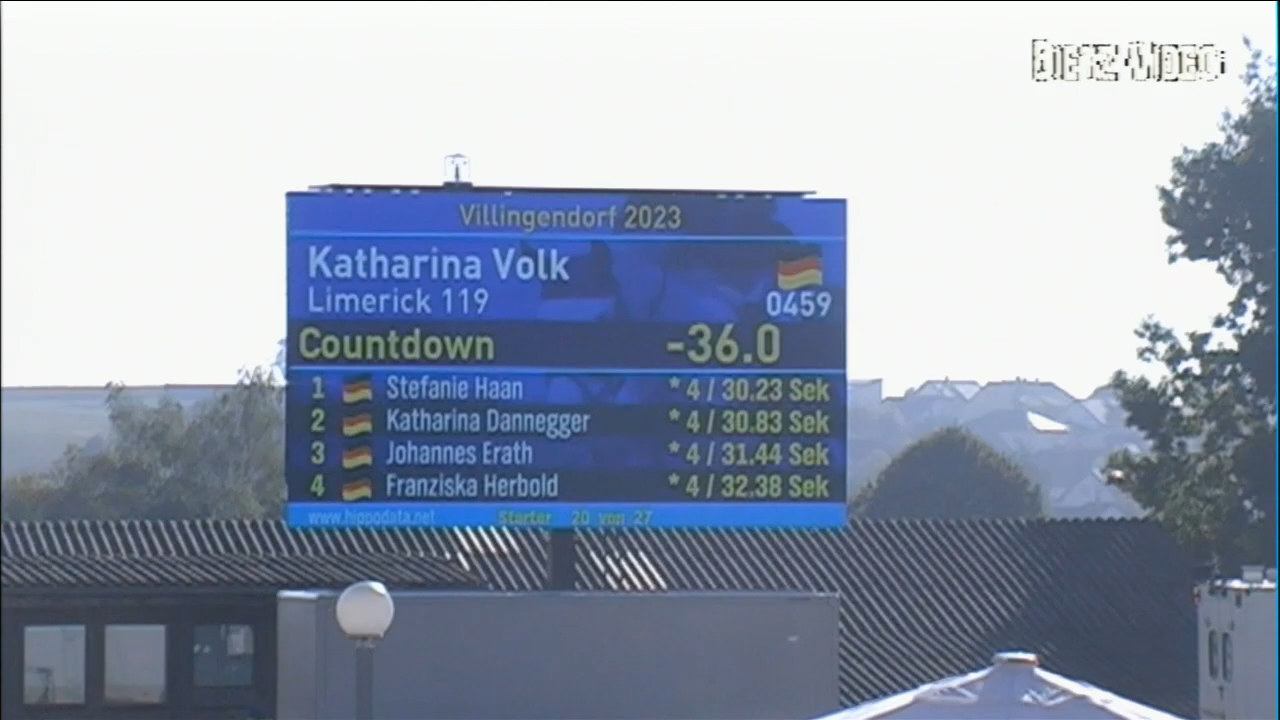 DIETZ-VIDEO
Villingendorf 2023
Katharina Volk
Limerick 119 0459
Countdown -36.0
1 Stefanie Haan * 4 / 30.23 Sek
2 Katharina Dannegger * 4 / 30.83 Sek
3 Johannes Erath * 4 / 31.44 Sek
4 Franziska Herbold * 4 / 32.38 Sek
www.hippodata.net Starter 20 von 27